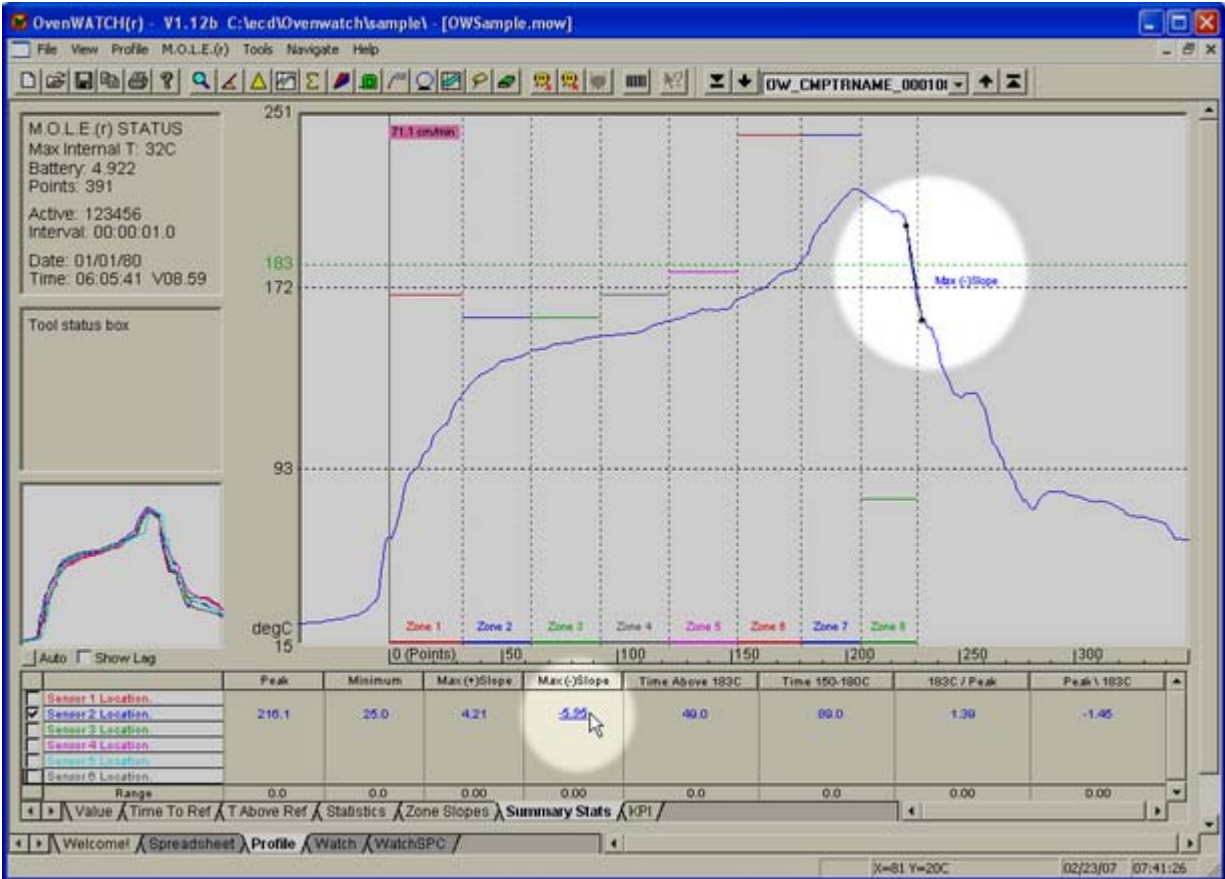 OvenWATCH(r) - V1.12b C:\ecd\Ovenwatch\sample\ - [OWSample.mow]
File View Profile M.O.L.E.(r) Tools Navigate Help
OW_CMPTRNAME_00010
M.O.L.E.(r) STATUS
Max Internal T: 32C
Battery: 4.922
Points: 391
Active: 123456
Interval: 00:00:01.0
Date: 01/01/80
Time: 06:05:41 V08.59
Tool status box
Auto Show Lag
251
71.1 cm/min
183
172
Max (-)Slope
93
degC
15
Zone 1 Zone 2 Zone 3 Zone 4 Zone 5 Zone 6 Zone 7 Zone 8
0 (Points) 50 100 150 200 250 300
Peak Minimum Max (+)Slope Max (-)Slope Time Above 183C Time 150-180C 183C / Peak Peak \ 183C
Sensor 1 Location.
Sensor 2 Location. 216.1 25.0 4.21 -5.95 49.0 89.0 1.39 -1.45
Sensor 3 Location.
Sensor 4 Location.
Sensor 5 Location.
Sensor 6 Location.
Range 0.0 0.0 0.00 0.00 0.0 0.0 0.00 0.00
Value Time To Ref T Above Ref Statistics Zone Slopes Summary Stats KPI
Welcome! Spreadsheet Profile Watch WatchSPC
X=81 Y=20C 02/23/07 07:41:26